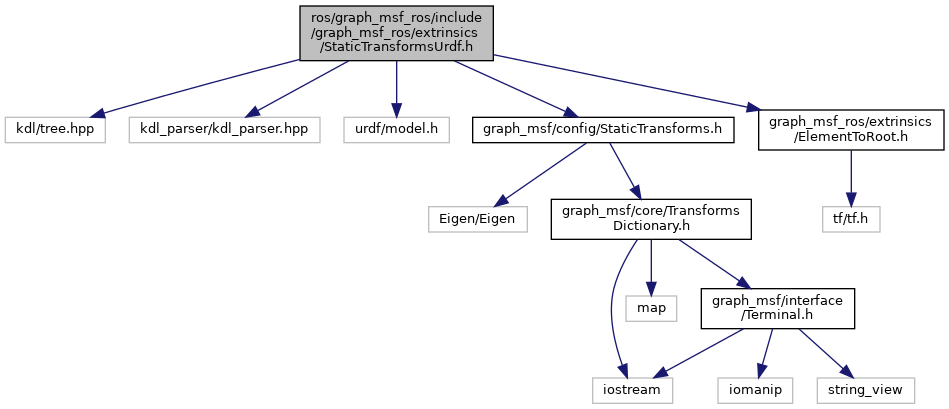 ros/graph_msf_ros/include
/graph_msf_ros/extrinsics
/StaticTransformsUrdf.h
kdl/tree.hpp
kdl_parser/kdl_parser.hpp
urdf/model.h
graph_msf/config/StaticTransforms.h
graph_msf_ros/extrinsics
/ElementToRoot.h
Eigen/Eigen
graph_msf/core/Transforms
Dictionary.h
tf/tf.h
map
graph_msf/interface
/Terminal.h
iostream
iomanip
string_view